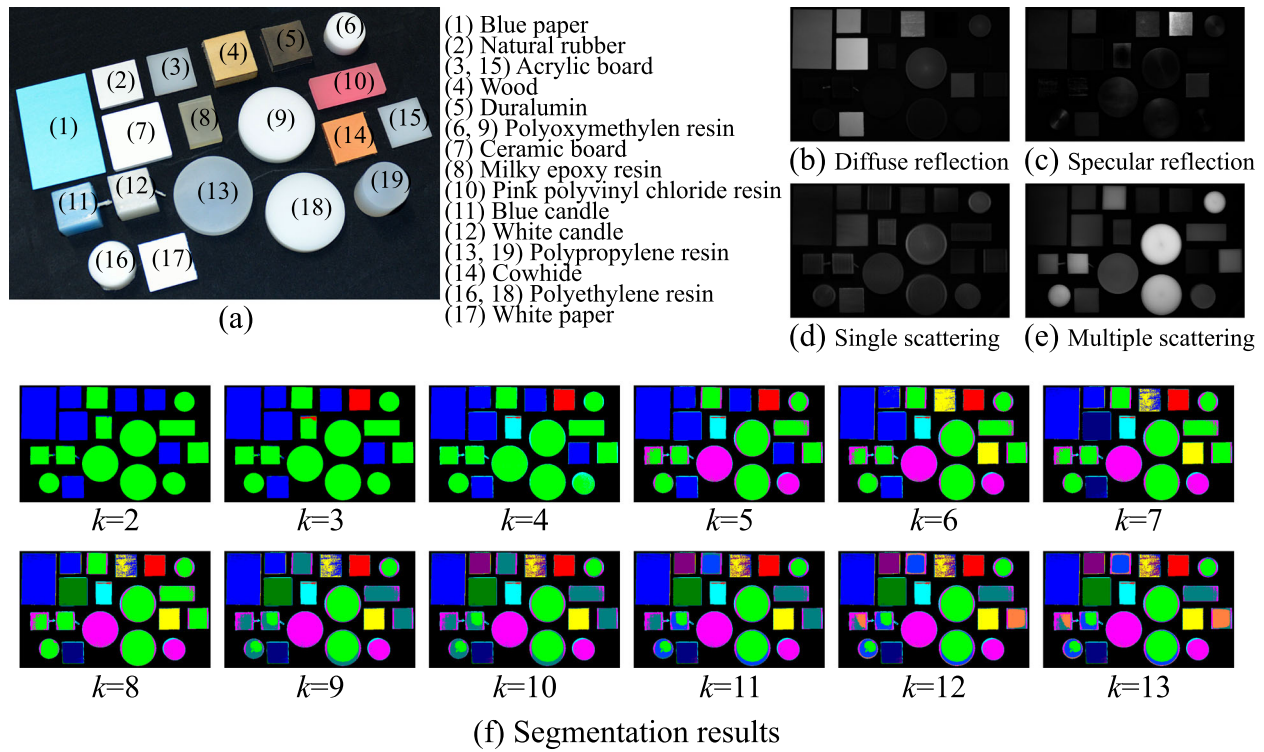 (1)
(2)
(3)
(4)
(5)
(6)
(7)
(8)
(9)
(10)
(11)
(12)
(13)
(14)
(15)
(16)
(17)
(18)
(19)
(a)
(1) Blue paper
(2) Natural rubber
(3, 15) Acrylic board
(4) Wood
(5) Duralumin
(6, 9) Polyoxymethylen resin
(7) Ceramic board
(8) Milky epoxy resin
(10) Pink polyvinyl chloride resin
(11) Blue candle
(12) White candle
(13, 19) Polypropylene resin
(14) Cowhide
(16, 18) Polyethylene resin
(17) White paper
(b) Diffuse reflection
(c) Specular reflection
(d) Single scattering
(e) Multiple scattering
k=2
k=3
k=4
k=5
k=6
k=7
k=8
k=9
k=10
k=11
k=12
k=13
(f) Segmentation results